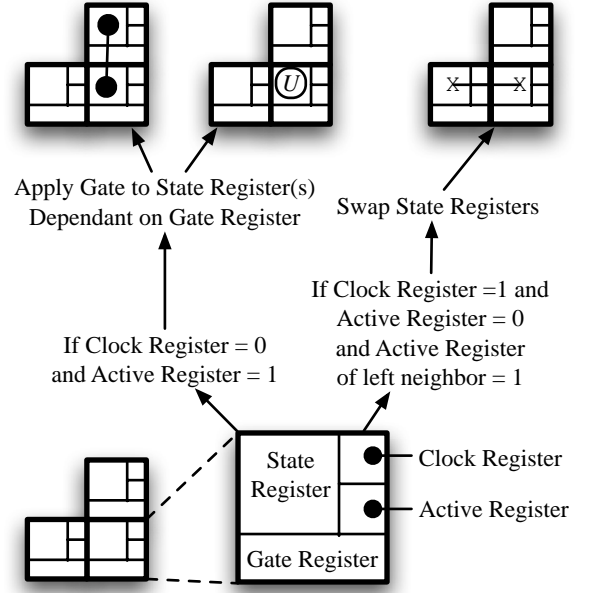 U
X X
Apply Gate to State Register(s)
Dependant on Gate Register
Swap State Registers
If Clock Register = 0
and Active Register = 1
If Clock Register =1 and
Active Register = 0
and Active Register
of left neighbor = 1
State
Register
Gate Register
Clock Register
Active Register